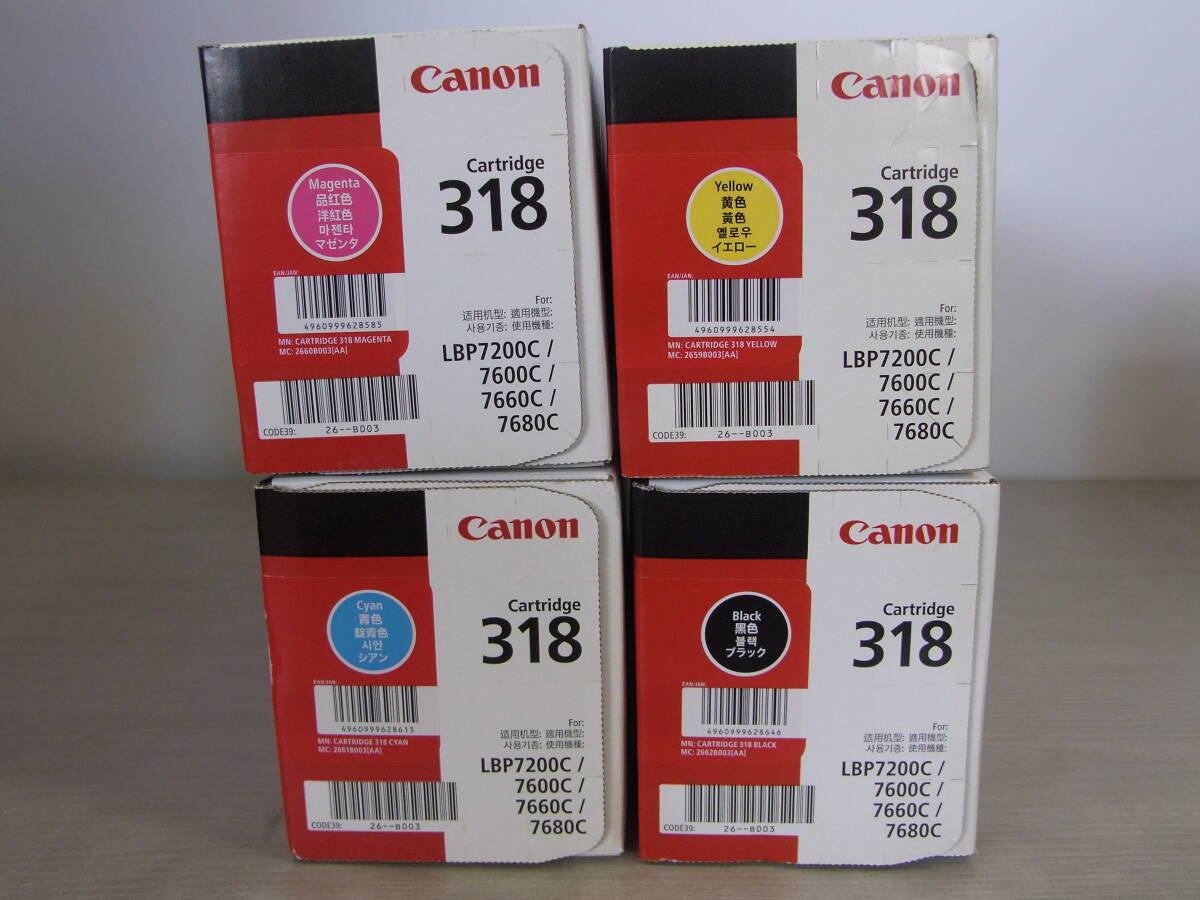 Canon
Cartridge
318
Magenta
品红色
洋紅色
마젠타
マゼンタ
EAN/JAN:
4960999628585
MN: CARTRIDGE 318 MAGENTA
MC: 2660B003[AA]
For:
适用机型: 適用機型:
사용기종: 使用機種:
LBP7200C /
7600C /
7660C /
7680C
CODE39:
26--B003
Canon
Cartridge
318
Yellow
黄色
黃色
옐로우
イエロー
EAN/JAN:
4960999628554
MN: CARTRIDGE 318 YELLOW
MC: 2659B003[AA]
For:
适用机型: 適用機型:
사용기종: 使用機種:
LBP7200C /
7600C /
7660C /
7680C
CODE39:
26--B003
Canon
Cartridge
318
Cyan
青色
靛青色
시안
シアン
EAN/JAN:
4960999628615
MN: CARTRIDGE 318 CYAN
MC: 2661B003[AA]
For:
适用机型: 適用機型:
사용기종: 使用機種:
LBP7200C /
7600C /
7660C /
7680C
CODE39:
26--B003
Canon
Cartridge
318
Black
黑色
블랙
ブラック
EAN/JAN:
4960999628646
MN: CARTRIDGE 318 BLACK
MC: 2662B003[AA]
For:
适用机型: 適用機型:
사용기종: 使用機種:
LBP7200C /
7600C /
7660C /
7680C
CODE39:
26--B003